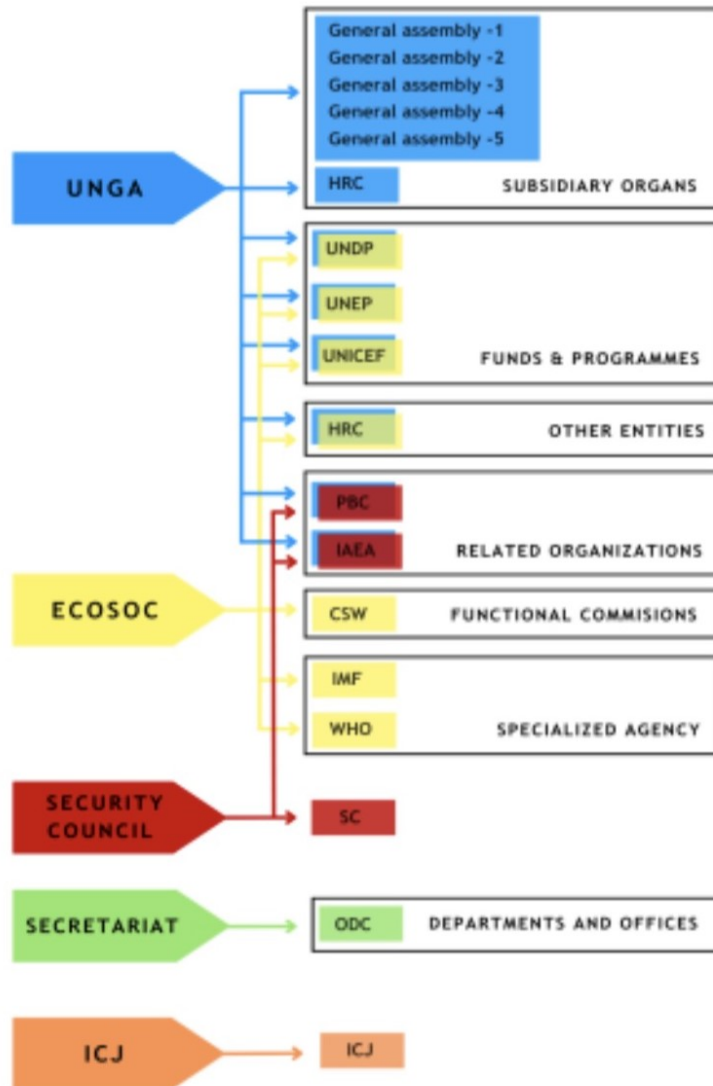 General assembly -1
General assembly -2
General assembly -3
General assembly -4
General assembly -5
UNGA
HRC
SUBSIDIARY ORGANS
UNDP
UNEP
UNICEF
FUNDS & PROGRAMMES
HRC
OTHER ENTITIES
PBC
IAEA
RELATED ORGANIZATIONS
ECOSOC
CSW
FUNCTIONAL COMMISIONS
IMF
WHO
SPECIALIZED AGENCY
SECURITY
COUNCIL
SC
SECRETARIAT
ODC
DEPARTMENTS AND OFFICES
ICJ
ICJ